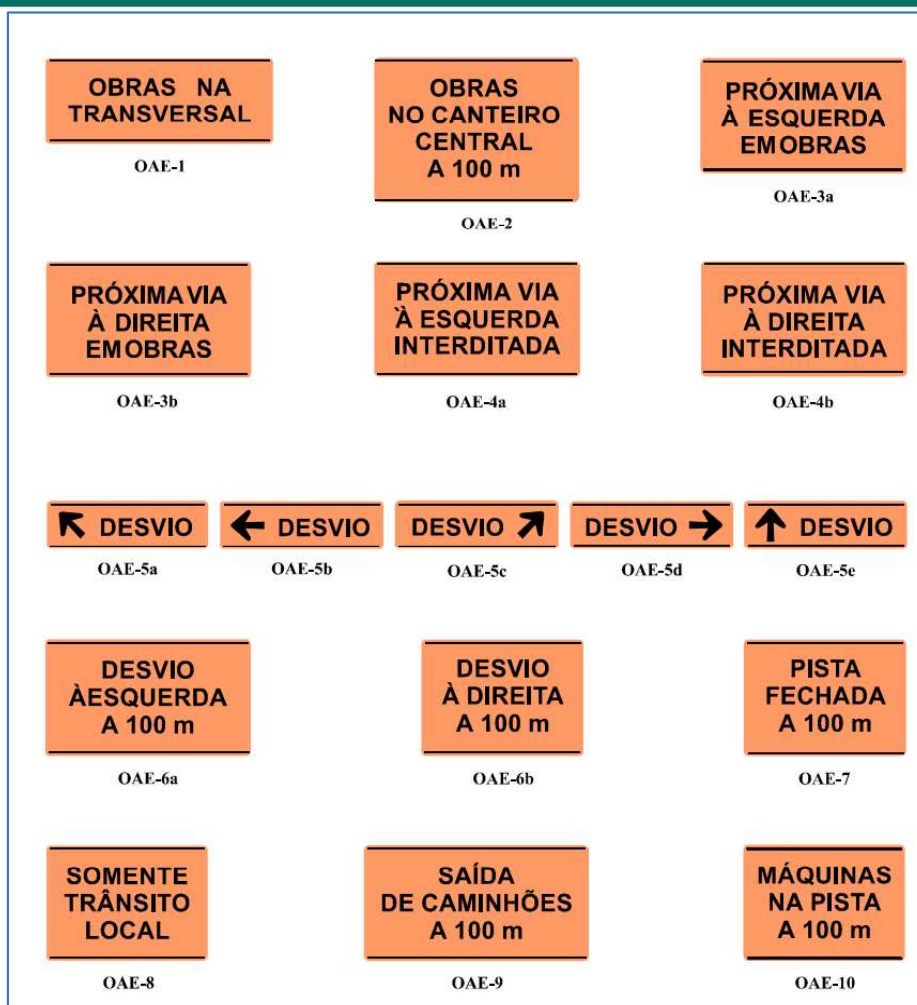 OBRAS NA
TRANSVERSAL
OAE-1
OBRAS
NO CANTEIRO
CENTRAL
A 100 m
OAE-2
PRÓXIMA VIA
À ESQUERDA
EM OBRAS
OAE-3a
PRÓXIMA VIA
À DIREITA
EM OBRAS
OAE-3b
PRÓXIMA VIA
À ESQUERDA
INTERDITADA
OAE-4a
PRÓXIMA VIA
À DIREITA
INTERDITADA
OAE-4b
DESVIO
OAE-5a
DESVIO
OAE-5b
DESVIO
OAE-5c
DESVIO
OAE-5d
DESVIO
OAE-5e
DESVIO
ÀESQUERDA
A 100 m
OAE-6a
DESVIO
À DIREITA
A 100 m
OAE-6b
PISTA
FECHADA
A 100 m
OAE-7
SOMENTE
TRÂNSITO
LOCAL
OAE-8
SAÍDA
DE CAMINHÕES
A 100 m
OAE-9
MÁQUINAS
NA PISTA
A 100 m
OAE-10